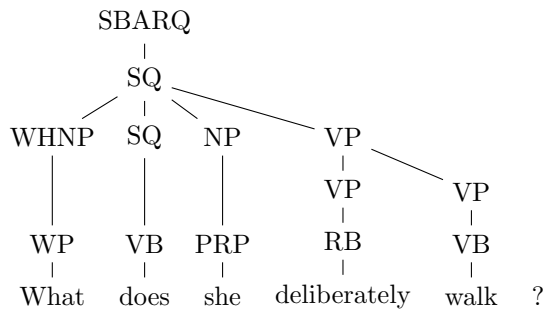 SBARQ
SQ
WHNP SQ NP VP
VP VP
WP VB PRP RB VB
What does she deliberately walk ?